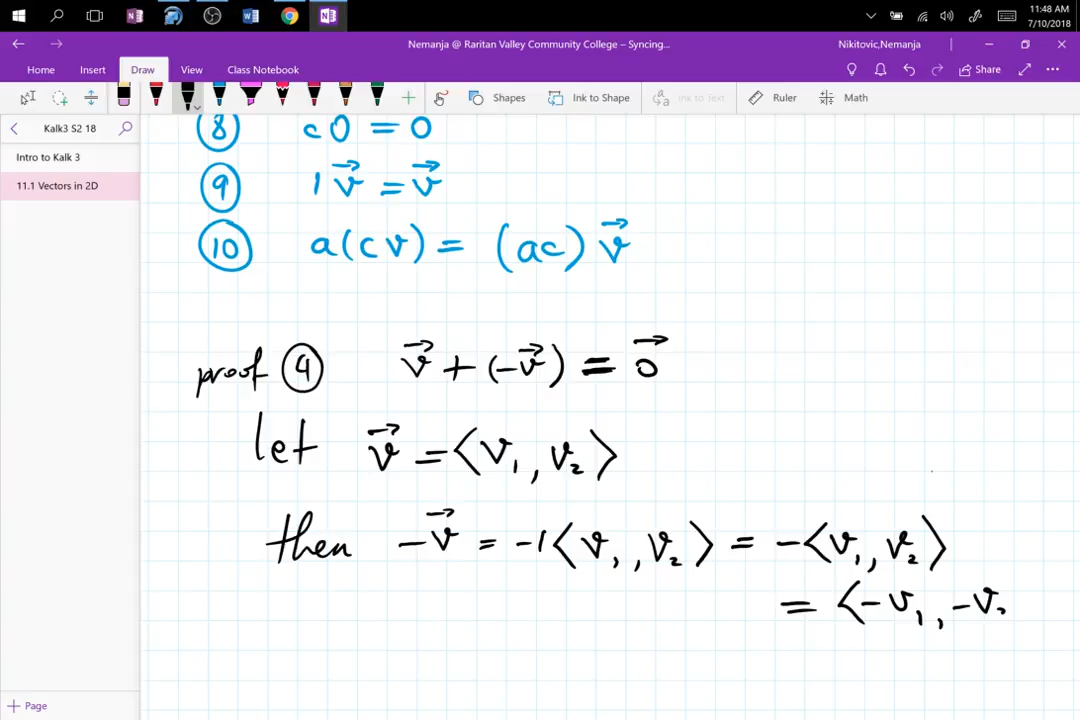 11:48 AM
7/10/2018
Nemanja @ Raritan Valley Community College – Syncing...
Nikitovic,Nemanja
Home Insert Draw View Class Notebook Share
Shapes Ink to Shape Ink to Text Ruler Math
Kalk3 S2 18
Intro to Kalk 3
11.1 Vectors in 2D
⑧ c0 = 0
⑨ 1v⃗ = v⃗
⑩ a(cv) = (ac) v⃗
proof ④ v⃗ + (-v⃗) = 0⃗
let v⃗ = ⟨v₁, v₂⟩
then -v⃗ = -1⟨v₁, v₂⟩ = -⟨v₁, v₂⟩
= ⟨-v₁, -v₂
+ Page